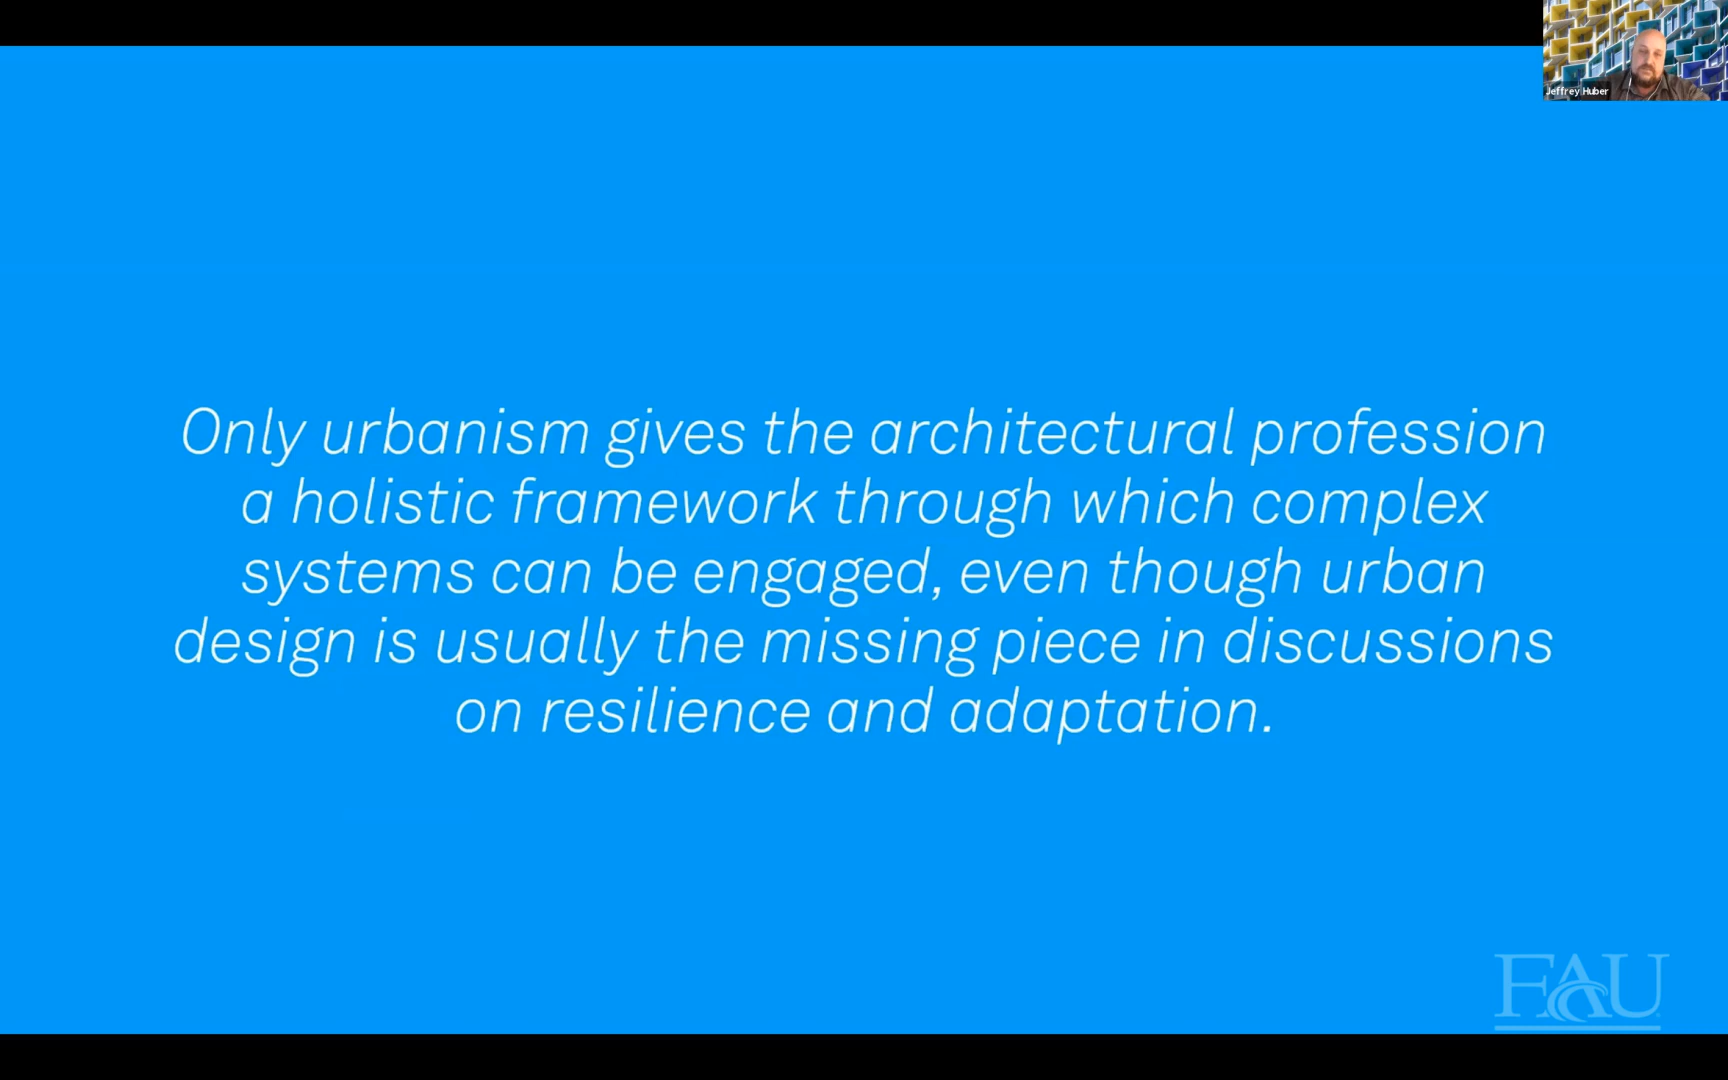 Jeffrey Huber
Only urbanism gives the architectural profession
a holistic framework through which complex
systems can be engaged, even though urban
design is usually the missing piece in discussions
on resilience and adaptation.
FAU